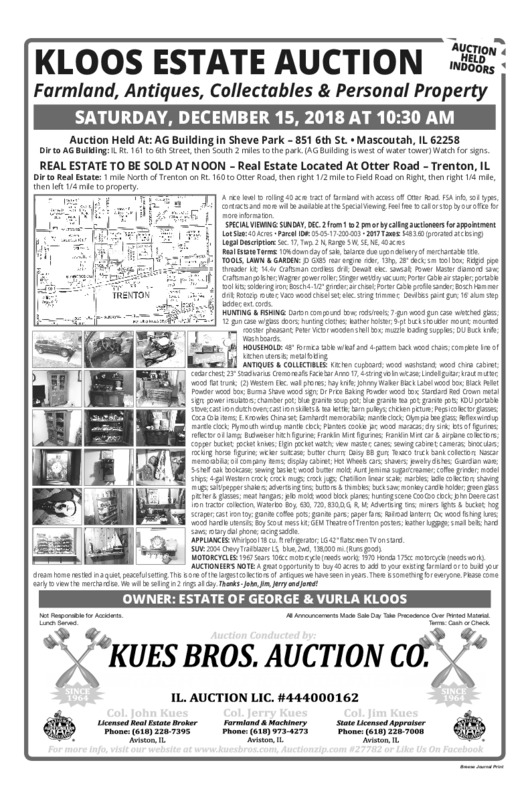 KLOOS ESTATE AUCTION
AUCTION
HELD
INDOORS
Farmland, Antiques, Collectables & Personal Property
SATURDAY, DECEMBER 15, 2018 AT 10:30 AM
Auction Held At: AG Building in Sheve Park – 851 6th St. • Mascoutah, IL 62258
Dir to AG Building: IL Rt. 161 to 6th Street, then South 2 miles to the park. (AG Building is west of water tower) Watch for signs.
REAL ESTATE TO BE SOLD AT NOON – Real Estate Located At Otter Road – Trenton, IL
Dir to Real Estate: 1 mile North of Trenton on Rt. 160 to Otter Road, then right 1/2 mile to Field Road on Right, then right 1/4 mile,
then left 1/4 mile to property.
TRENTON
A nice level to rolling 40 acre tract of farmland off Otter Road. FSA info, soil types,
contracts and more will be available at the Special Viewing. Feel free to call or stop by our office for
more information.
SPECIAL VIEWING: SUNDAY, DEC. 2 from 1 to 2 pm or by calling auctioneers for appointment
Lot Size: 40 Acres • Parcel ID#: 05-05-17-200-003 • 2017 Taxes: $483.60 (prorated at closing)
Legal Description: Sec. 17, Twp. 2 N, Range 5 W, SE, NE, 40 acres
Real Estate Terms: 10% down day of sale, balance due upon delivery of merchantable title.
TOOLS, LAWN & GARDEN: JD GX85 rear engine rider, 13hp, 28" deck; sm tool box; Ridgid pipe
threader kit; 14.4v Craftsman cordless drill; Dewalt elec. sawsall; Power Master diamond saw;
Craftsman polisher; Wagner power roller; Stinger wet/dry vacuum; Porter Cable air stapler; portable
tool kits; soldering iron; Bosch 4-1/2" grinder; air chisel; Porter Cable profile sander; Bosch Hammer
drill; Rotozip router; Vaco wood chisel set; elec. string trimmer; Devilbiss paint gun; 16' alum step
ladder; ext. cords.
HUNTING & FISHING: Darton compound bow; rods/reels; 7-gun wood gun case w/etched glass;
12 gun case w/glass doors; hunting clothes; leather holster; 9-pt buck shoulder mount; mounted
rooster pheasant; Peter Victor wooden shell box; muzzle loading supplies; DU Buck knife;
Washboards.
HOUSEHOLD: 48" Formica table w/leaf and 4-pattern back wood chairs; complete line of
kitchen utensils; metal folding.
ANTIQUES & COLLECTIBLES: Kitchen cupboard; wood washstand; wood china cabinet;
cedar chest; 23" Stradivarius Cremoneafis Faciebar Anno 17, 4-string violin w/case; Lindell guitar; kraut mutter;
wood flat trunk; (2) Western Elec. wall phones; hay knife; Johnny Walker Black Label wood box; Black Pellet
Powder wood box; Burma Shave wood sign; Dr Price Baking Powder wood box; Standard Red Crown metal
sign; power insulators; chamber pot; blue granite soup pot; blue granite tea pot; granite pots; KDU portable
stove; cast iron dutch oven; cast iron skillets & tea kettle; barn pulleys; chicken picture; Pepsi collector glasses;
Coca Cola items; E. Knowles China set; Earnhardt memorabilia; mantle clock; Olympia bee glass; Reflex windup
mantle clock; Plymouth windup mantle clock; Planters cookie jar; wood maracas; dry sink; lots of figurines;
reflector oil lamp; Budweiser hitch figurine; Franklin Mint figurines; Franklin Mint car & airplane collections;
copper bucket; pocket knives; Elgin pocket watch; view master; canes; sewing cabinet; cameras; binoculars;
rocking horse figurine; wicker suitcase; butter churn; Daisy BB gun; Texaco truck bank collection; Nascar
memorabilia; oil company items; display cabinet; Hot Wheels cars; shavers; jewelry dishes; Guardian ware;
5-shelf oak bookcase; sewing basket; wood butter mold; Aunt Jemima sugar/creamer; coffee grinder; model
ships; 4-gal Western crock; crock mugs; crock jugs; Chatillon linear scale; marbles; ladle collection; shaving
mugs; salt/pepper shakers; advertising tins; buttons & thimbles; buck saw; monkey candle holder; green glass
pitcher & glasses; meat hangars; jello mold; wood block planes; hunting scene CooCoo clock; John Deere cast
iron tractor collection, Waterloo Boy, 630, 720, 830,D,G, R, M; Advertising tins; miners lights & bucket; hog
scraper; cast iron toy; granite coffee pots; granite pans; paper fans; Railroad lantern; Ox; wood fishing lures;
wood handle utensils; Boy Scout mess kit; GEM Theatre of Trenton posters; leather luggage; small bells; hand
saws; rotary dial phone; racing saddle.
APPLIANCES: Whirlpool 18 cu. ft refrigerator; LG 42" flatscreen TV on stand.
SUV: 2004 Chevy Trailblazer LS, blue, 2wd, 138,000 mi. (Runs good).
MOTORCYCLES: 1967 Sears 106cc motorcycle (needs work); 1970 Honda 175cc motorcycle (needs work).
AUCTIONEER'S NOTE: A great opportunity to buy 40 acres to add to your existing farmland or to build your
dream home nestled in a quiet, peaceful setting. This is one of the largest collections of antiques we have seen in years. There is something for everyone. Please come
early to view the merchandise. We will be selling in 2 rings all day. Thanks - John, Jim, Jerry and Jared!
OWNER: ESTATE OF GEORGE & VURLA KLOOS
Not Responsible for Accidents. All Announcements Made Sale Day Take Precedence Over Printed Material.
Lunch Served. Terms: Cash or Check.
Auction Conducted by:
KUES BROS. AUCTION CO.
SINCE
1964
SINCE
1964
IL. AUCTION LIC. #444000162
Col. John Kues Col. Jerry Kues Col. Jim Kues
Licensed Real Estate Broker Farmland & Machinery State Licensed Appraiser
Phone: (618) 228-7395 Phone: (618) 973-4273 Phone: (618) 228-7008
Aviston, IL Aviston, IL Aviston, IL
For more info, visit our website at www.kuesbros.com, Auctionzip.com #27782 or Like Us On Facebook
Breese Journal Print